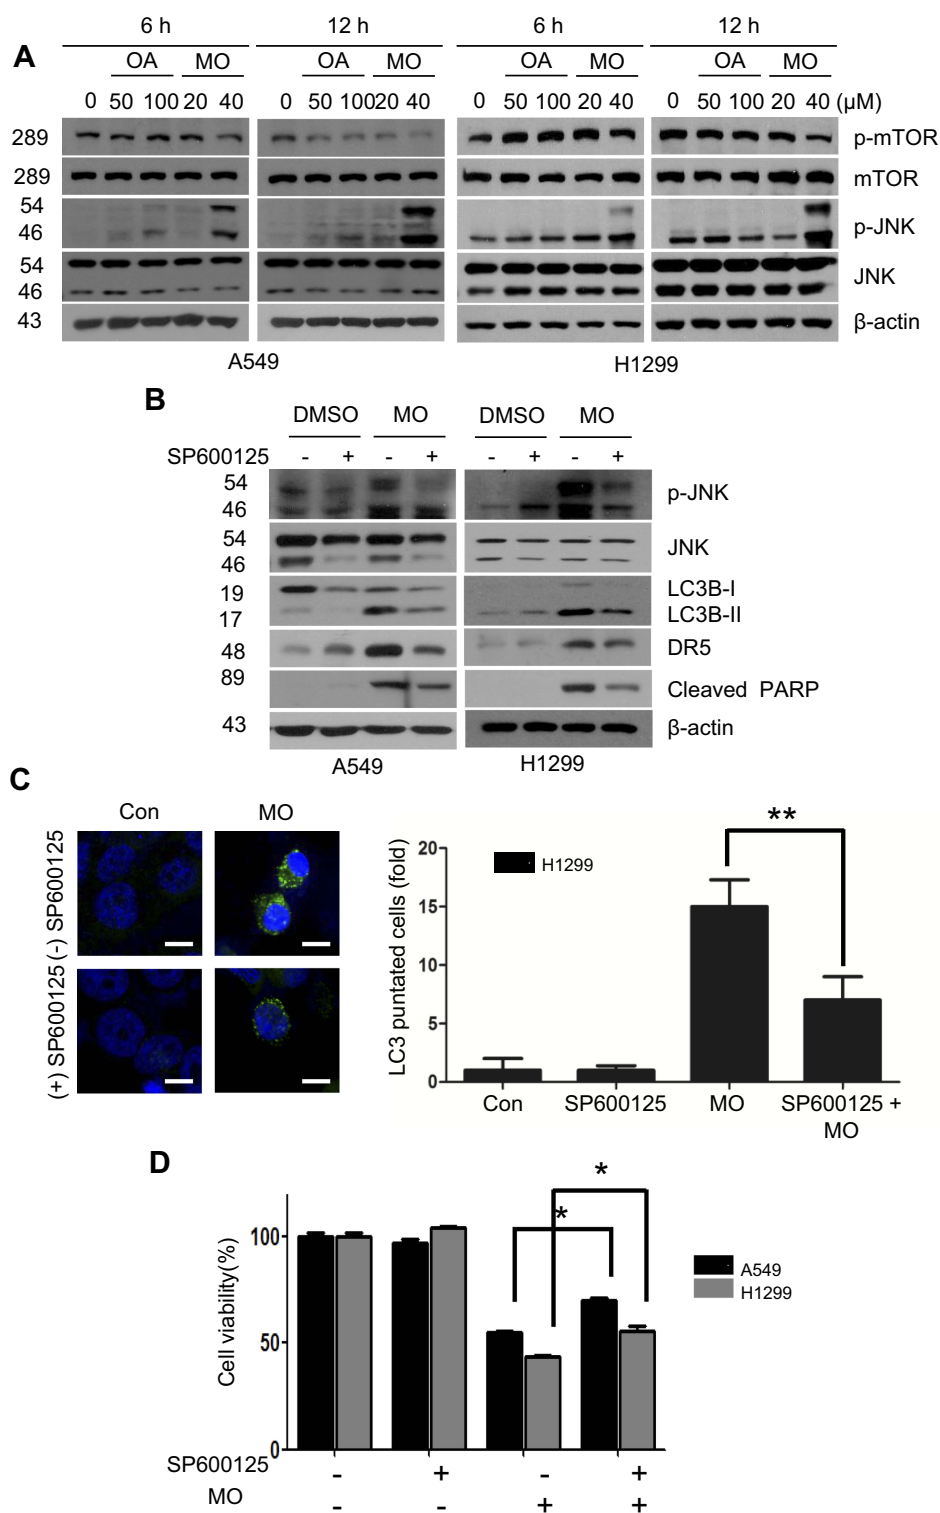 6 h 12 h 6 h 12 h
A
OA MO OA MO OA MO OA MO
0 50 100 20 40 0 50 100 20 40 0 50 100 20 40 0 50 100 20 40 (μM)
289 p-mTOR
289 mTOR
54
46 p-JNK
54
46 JNK
43 β-actin
A549 H1299
B
DMSO MO DMSO MO
SP600125 - + - + - + - +
54
46 p-JNK
54
46 JNK
19 LC3B-I
17 LC3B-II
48 DR5
89 Cleaved PARP
43 β-actin
A549 H1299
C
Con MO
(-) SP600125
(+) SP600125
**
H1299
LC3 puntated cells (fold)
20
15
10
5
0
Con SP600125 MO SP600125 +
MO
D
*
*
Cell viability(%)
100
50
0
A549
H1299
SP600125 - + - +
MO - - + +